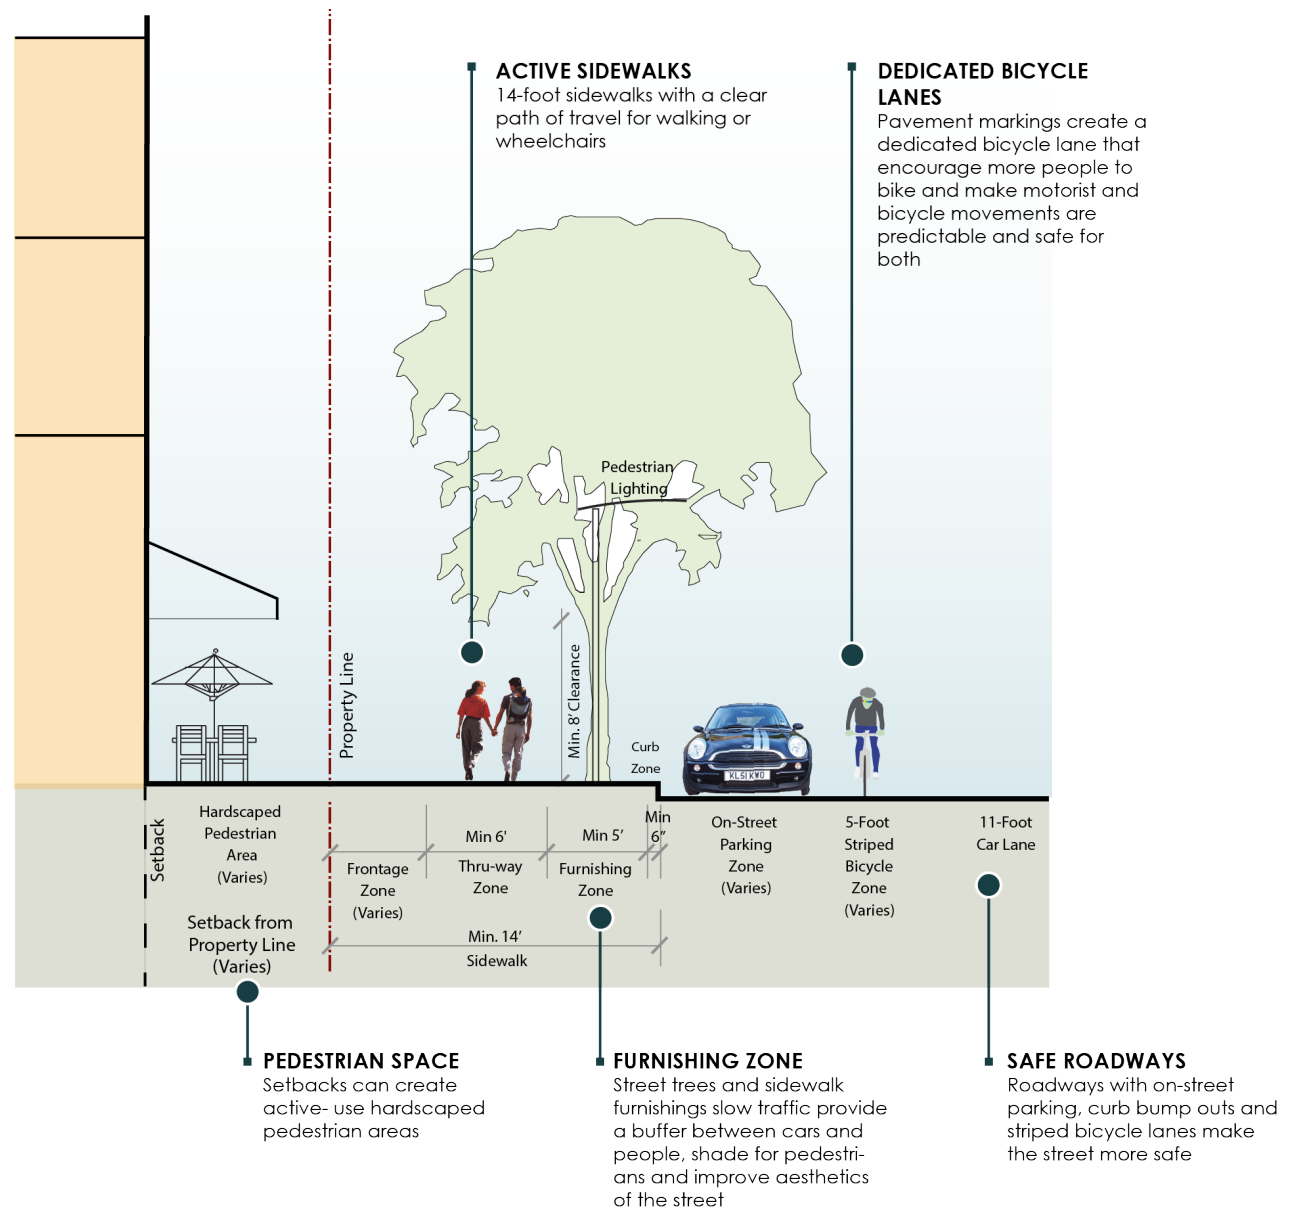 ACTIVE SIDEWALKS
14-foot sidewalks with a clear
path of travel for walking or
wheelchairs
DEDICATED BICYCLE
LANES
Pavement markings create a
dedicated bicycle lane that
encourage more people to
bike and make motorist and
bicycle movements are
predictable and safe for
both
Pedestrian
Lighting
Property Line
Min. 8' Clearance
Curb
Zone
KL51 KWO
Setback
Hardscaped
Pedestrian
Area
(Varies)
Setback from
Property Line
(Varies)
Frontage
Zone
(Varies)
Min 6'
Thru-way
Zone
Min 5'
Furnishing
Zone
Min
6"
Min. 14'
Sidewalk
On-Street
Parking
Zone
(Varies)
5-Foot
Striped
Bicycle
Zone
(Varies)
11-Foot
Car Lane
PEDESTRIAN SPACE
Setbacks can create
active- use hardscaped
pedestrian areas
FURNISHING ZONE
Street trees and sidewalk
furnishings slow traffic provide
a buffer between cars and
people, shade for pedestri-
ans and improve aesthetics
of the street
SAFE ROADWAYS
Roadways with on-street
parking, curb bump outs and
striped bicycle lanes make
the street more safe